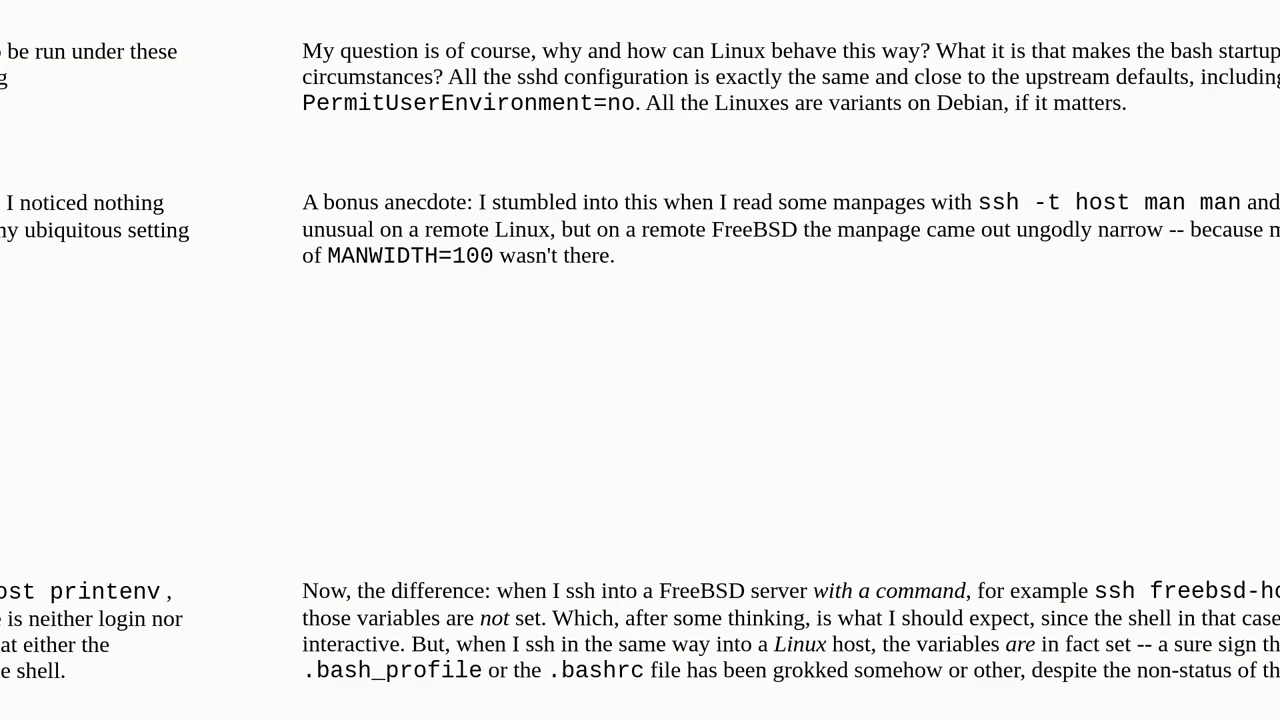 be run under these
g
My question is of course, why and how can Linux behave this way? What it is that makes the bash startup
circumstances? All the sshd configuration is exactly the same and close to the upstream defaults, including
PermitUserEnvironment=no. All the Linuxes are variants on Debian, if it matters.
I noticed nothing
ny ubiquitous setting
A bonus anecdote: I stumbled into this when I read some manpages with ssh -t host man man and
unusual on a remote Linux, but on a remote FreeBSD the manpage came out ungodly narrow -- because m
of MANWIDTH=100 wasn't there.
ost printenv ,
e is neither login nor
at either the
e shell.
Now, the difference: when I ssh into a FreeBSD server with a command, for example ssh freebsd-ho
those variables are not set. Which, after some thinking, is what I should expect, since the shell in that case
interactive. But, when I ssh in the same way into a Linux host, the variables are in fact set -- a sure sign th
.bash_profile or the .bashrc file has been grokked somehow or other, despite the non-status of th